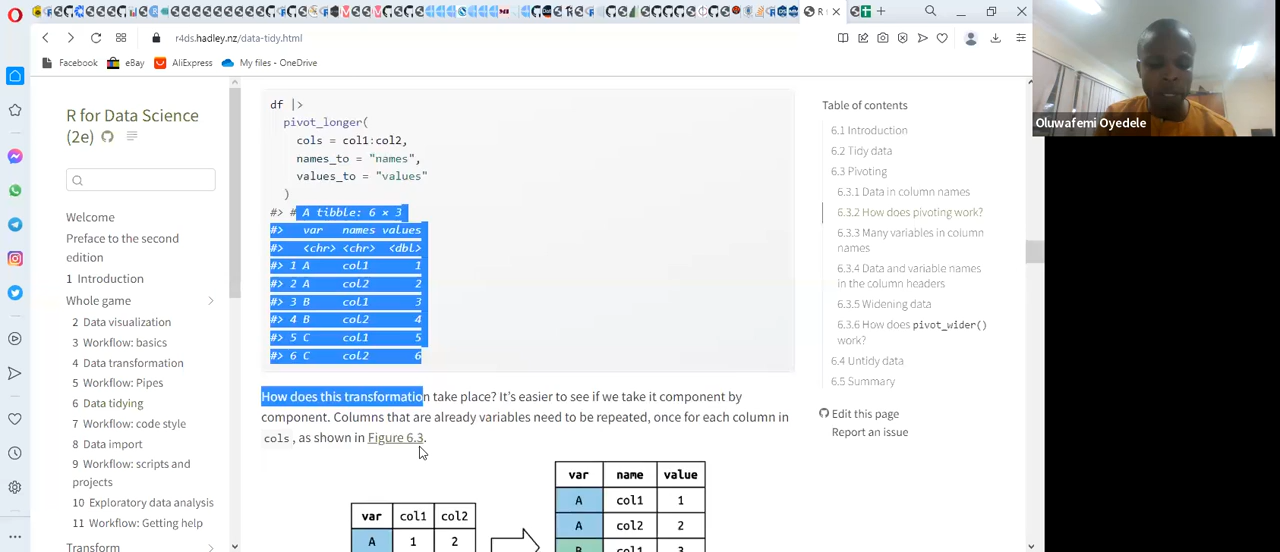 r4ds.hadley.nz/data-tidy.html
Facebook
eBay
AliExpress
My files - OneDrive
Oluwafemi Oyedele
R for Data Science
(2e)
Welcome
Preface to the second
edition
1 Introduction
Whole game
2 Data visualization
3 Workflow: basics
4 Data transformation
5 Workflow: Pipes
6 Data tidying
7 Workflow: code style
8 Data import
9 Workflow: scripts and
projects
10 Exploratory data analysis
11 Workflow: Getting help
Transform
df |>
pivot_longer(
cols = col1:col2,
names_to = "names",
values_to = "values"
)
#> # A tibble: 6 × 3
#> var names values
#> <chr> <chr> <dbl>
#> 1 A col1 1
#> 2 A col2 2
#> 3 B col1 3
#> 4 B col2 4
#> 5 C col1 5
#> 6 C col2 6
How does this transformation take place? It's easier to see if we take it component by
component. Columns that are already variables need to be repeated, once for each column in
cols, as shown in Figure 6.3.
var col1 col2
A 1 2
var name value
A col1 1
A col2 2
B col1 3
Table of contents
6.1 Introduction
6.2 Tidy data
6.3 Pivoting
6.3.1 Data in column names
6.3.2 How does pivoting work?
6.3.3 Many variables in column
names
6.3.4 Data and variable names
in the column headers
6.3.5 Widening data
6.3.6 How does pivot_wider()
work?
6.4 Untidy data
6.5 Summary
Edit this page
Report an issue